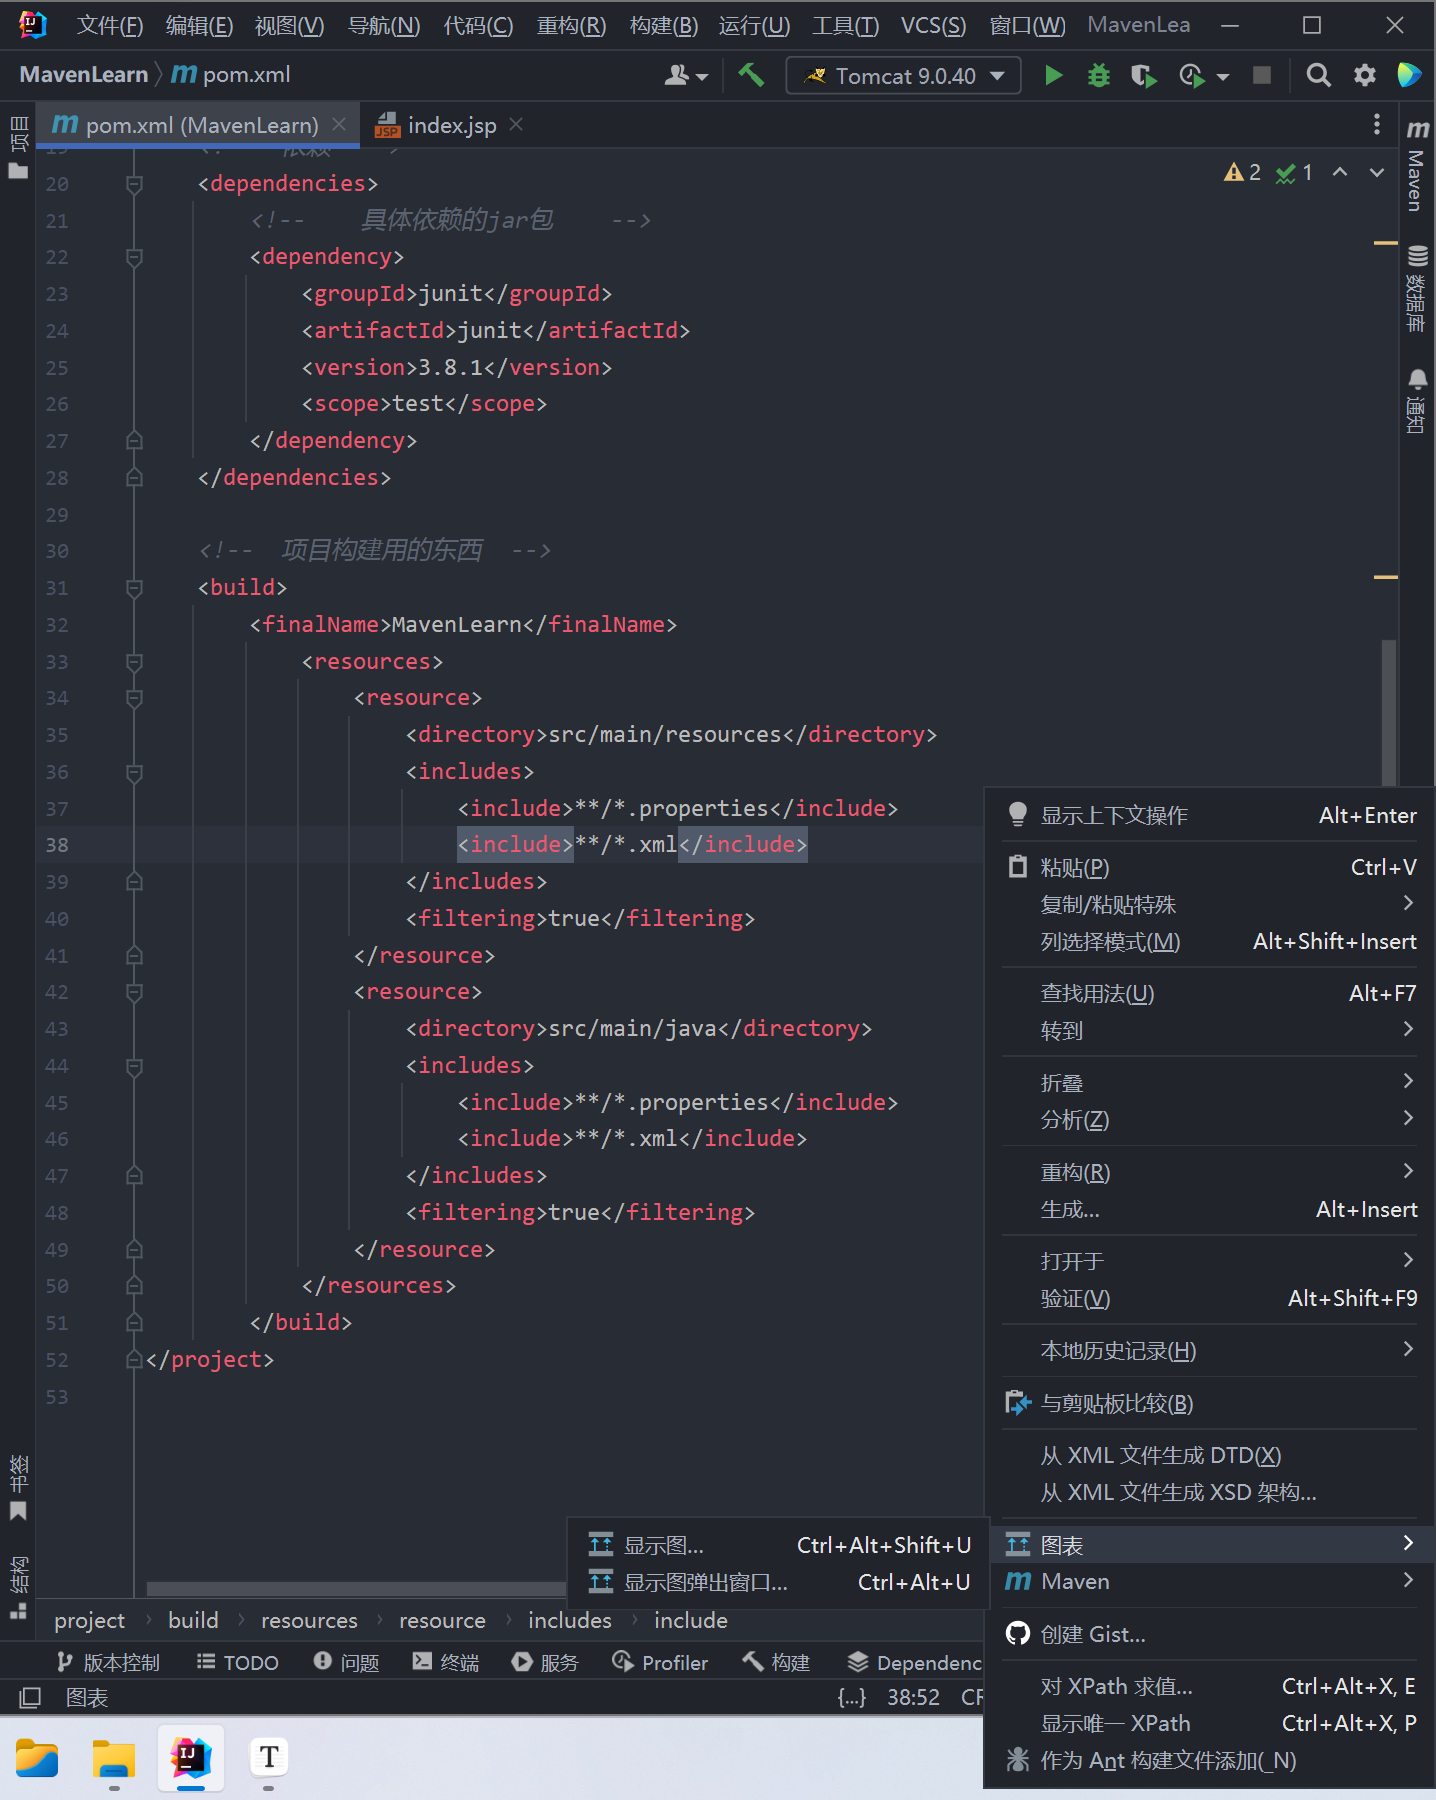 文件(F) 编辑(E) 视图(V) 导航(N) 代码(C) 重构(R) 构建(B) 运行(U) 工具(T) VCS(S) 窗口(W) MavenLea
MavenLearn pom.xml Tomcat 9.0.40
项目
pom.xml (MavenLearn) index.jsp
2 1
19 <!-- 依赖 -->
20 <dependencies>
21 <!-- 具体依赖的jar包 -->
22 <dependency>
23 <groupId>junit</groupId>
24 <artifactId>junit</artifactId>
25 <version>3.8.1</version>
26 <scope>test</scope>
27 </dependency>
28 </dependencies>
29
30 <!-- 项目构建用的东西 -->
31 <build>
32 <finalName>MavenLearn</finalName>
33 <resources>
34 <resource>
35 <directory>src/main/resources</directory>
36 <includes>
37 <include>**/*.properties</include>
38 <include>**/*.xml</include>
39 </includes>
40 <filtering>true</filtering>
41 </resource>
42 <resource>
43 <directory>src/main/java</directory>
44 <includes>
45 <include>**/*.properties</include>
46 <include>**/*.xml</include>
47 </includes>
48 <filtering>true</filtering>
49 </resource>
50 </resources>
51 </build>
52 </project>
53
Maven
数据库
通知
书签
结构
显示上下文操作 Alt+Enter
粘贴(P) Ctrl+V
复制/粘贴特殊
列选择模式(M) Alt+Shift+Insert
查找用法(U) Alt+F7
转到
折叠
分析(Z)
重构(R)
生成... Alt+Insert
打开于
验证(V) Alt+Shift+F9
本地历史记录(H)
与剪贴板比较(B)
从 XML 文件生成 DTD(X)
从 XML 文件生成 XSD 架构...
图表
Maven
创建 Gist...
对 XPath 求值... Ctrl+Alt+X, E
显示唯一 XPath Ctrl+Alt+X, P
作为 Ant 构建文件添加(_N)
显示图... Ctrl+Alt+Shift+U
显示图弹出窗口... Ctrl+Alt+U
project build resources resource includes include
版本控制 TODO 问题 终端 服务 Profiler 构建 Dependenc
图表 {...} 38:52 CR